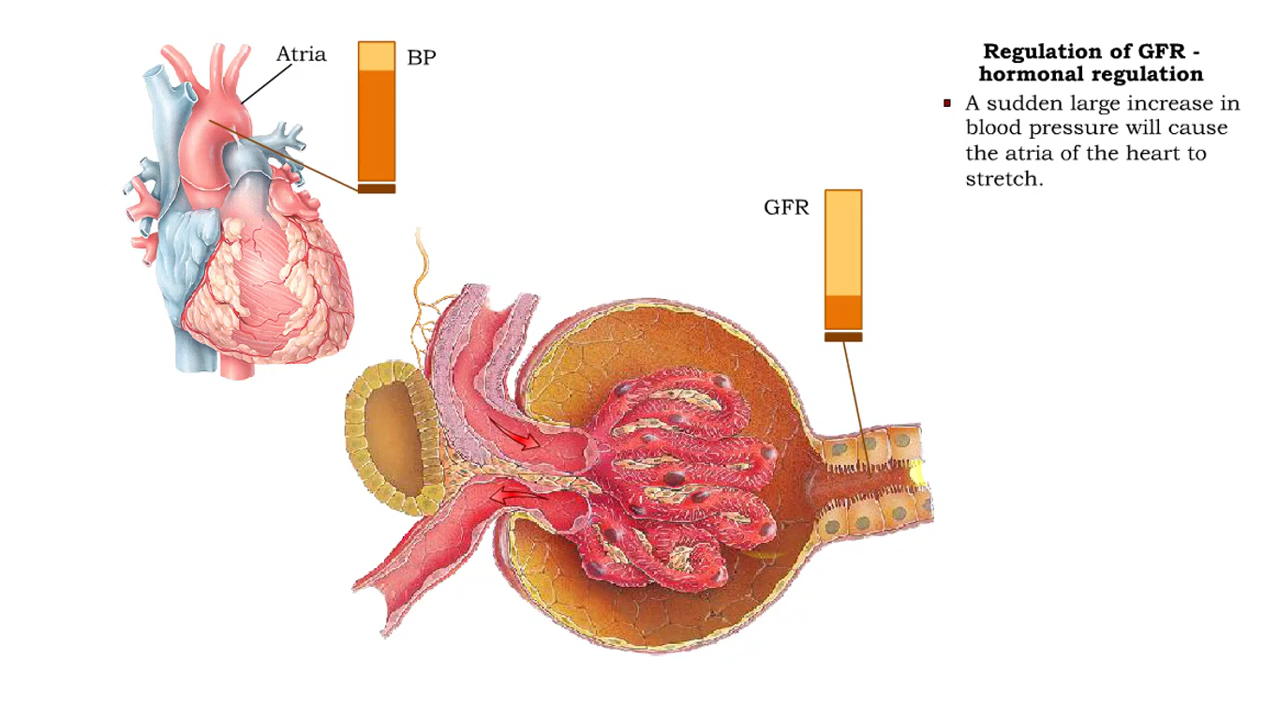 Atria
BP
Regulation of GFR -
hormonal regulation
A sudden large increase in
blood pressure will cause
the atria of the heart to
stretch.
GFR